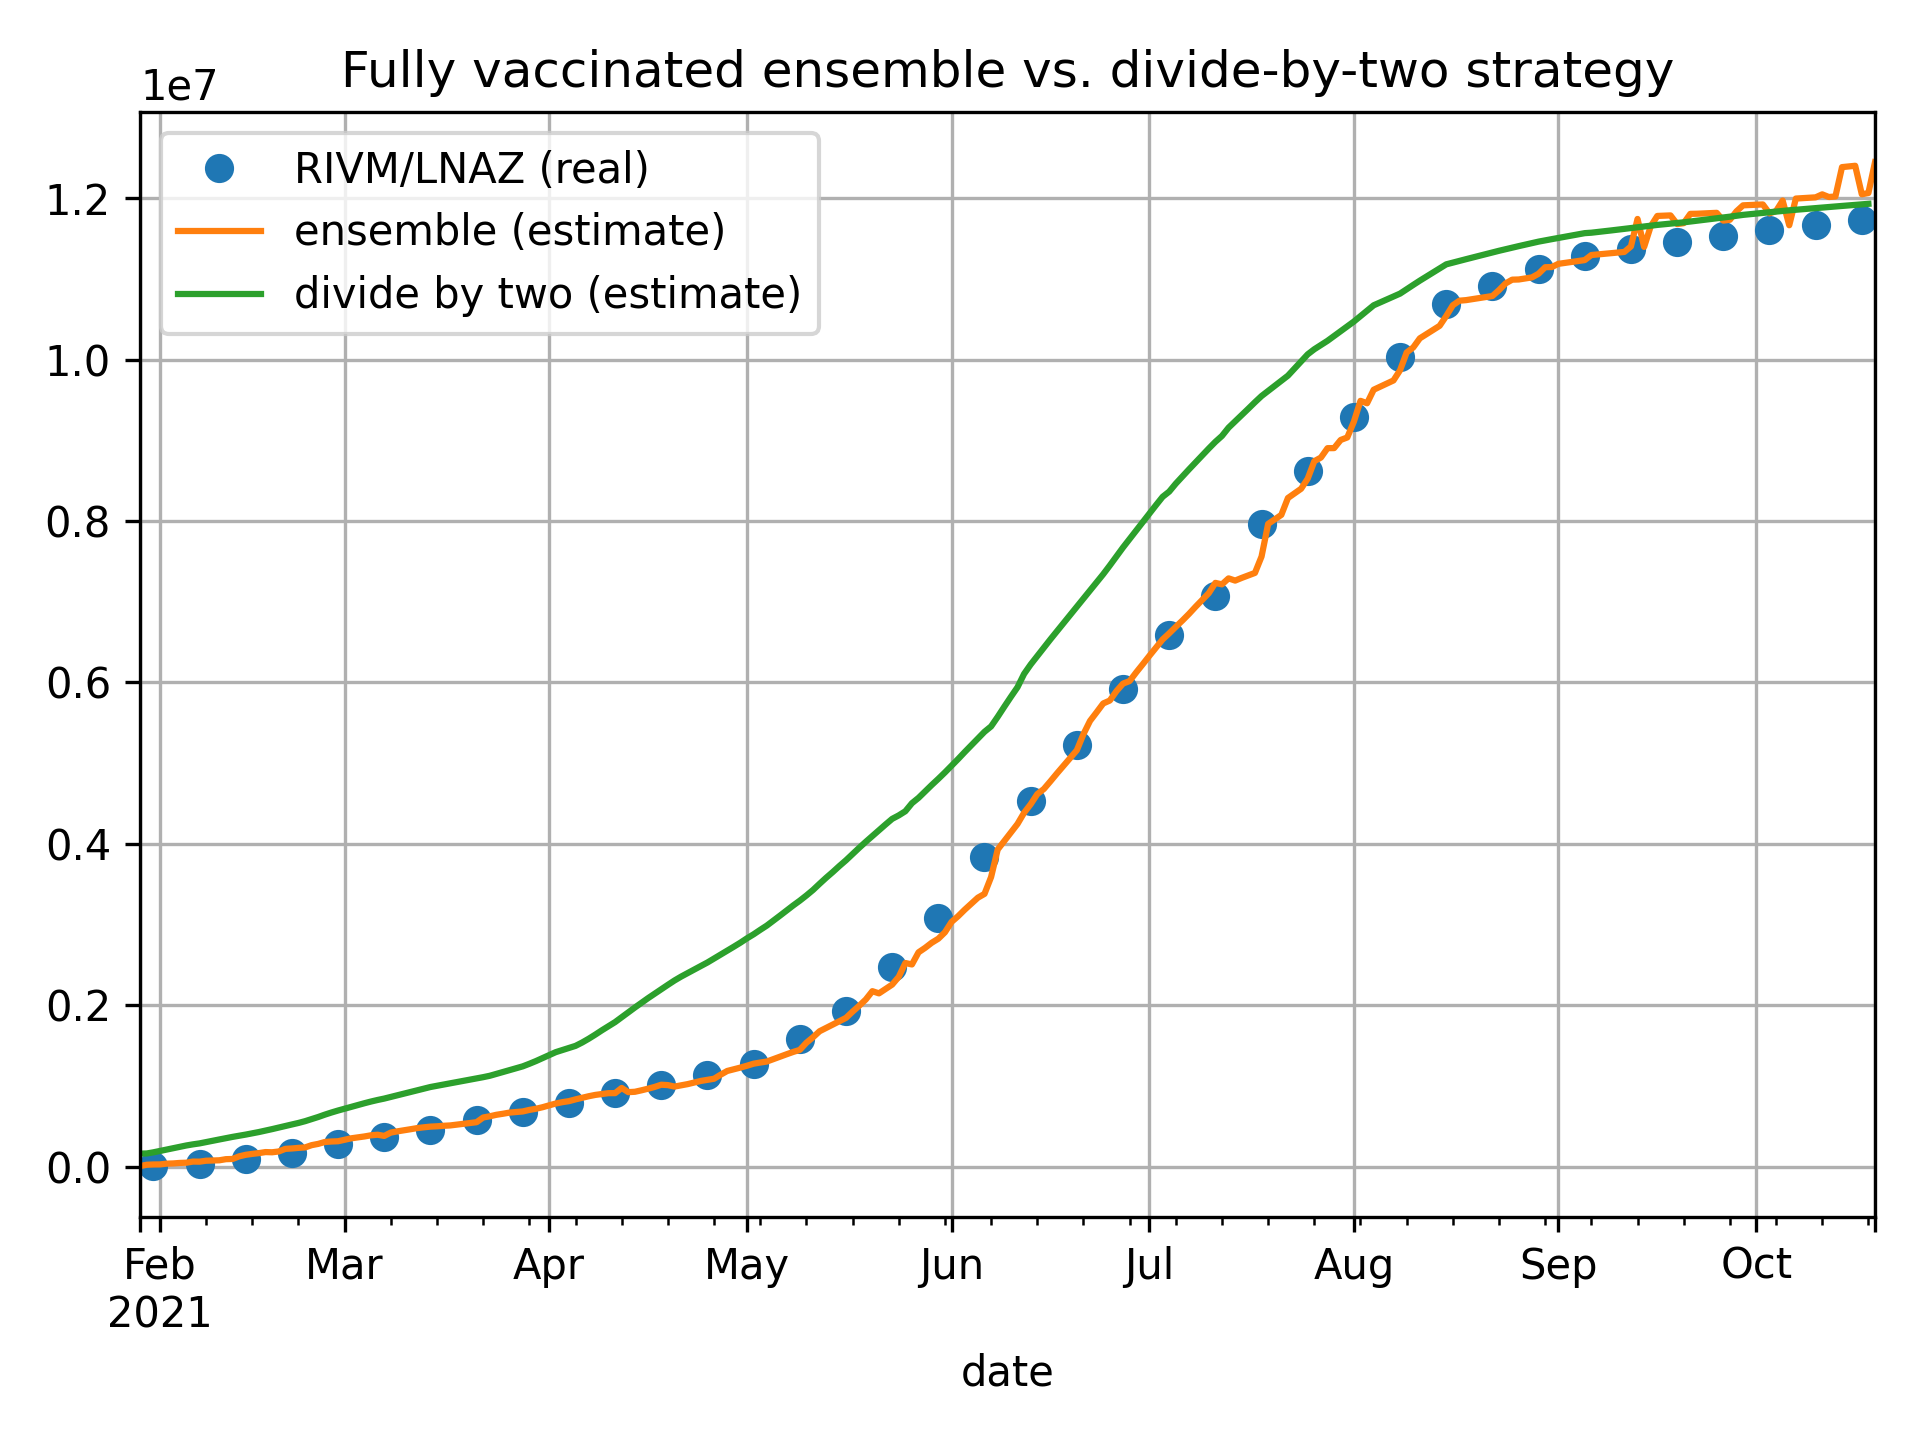 Fully vaccinated ensemble vs. divide-by-two strategy
1e7
RIVM/LNAZ (real)
ensemble (estimate)
divide by two (estimate)
1.2
1.0
0.8
0.6
0.4
0.2
0.0
Feb Mar Apr May Jun Jul Aug Sep Oct
2021
date